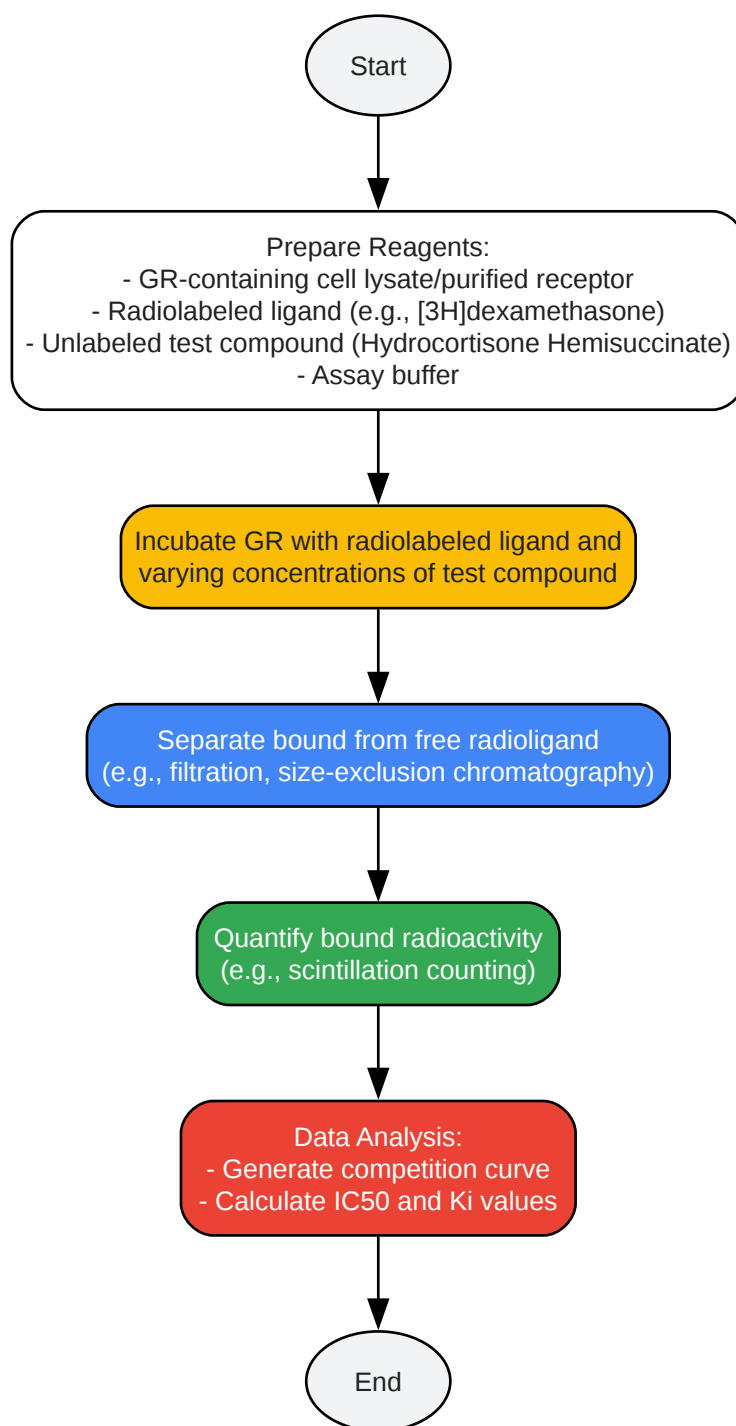 Start
Prepare Reagents:
- GR-containing cell lysate/purified receptor
- Radiolabeled ligand (e.g., [3H]dexamethasone)
- Unlabeled test compound (Hydrocortisone Hemisuccinate)
- Assay buffer
Incubate GR with radiolabeled ligand and
varying concentrations of test compound
Separate bound from free radioligand
(e.g., filtration, size-exclusion chromatography)
Quantify bound radioactivity
(e.g., scintillation counting)
Data Analysis:
- Generate competition curve
- Calculate IC50 and Ki values
End